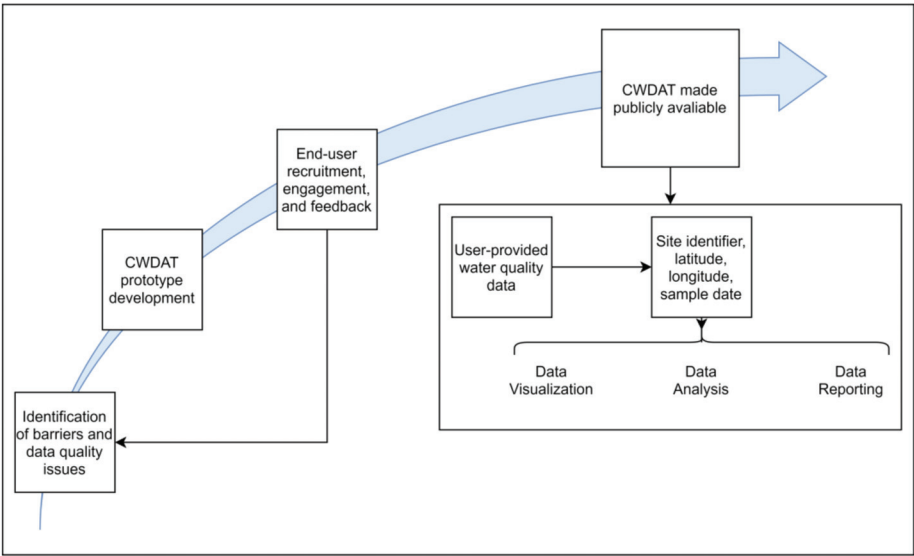 CWDAT made
publicly avaliable
End-user
recruitment,
engagement,
and feedback
CWDAT
prototype
development
Identification
of barriers and
data quality
issues
User-provided
water quality
data
Site identifier,
latitude,
longitude,
sample date
Data
Visualization
Data
Analysis
Data
Reporting